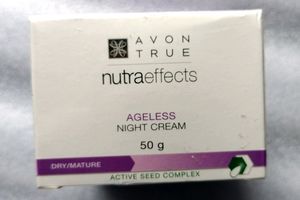 AVON
TRUE
nutraeffects
AGELESS
NIGHT CREAM
50 g
DRY/MATURE
ACTIVE SEED COMPLEX